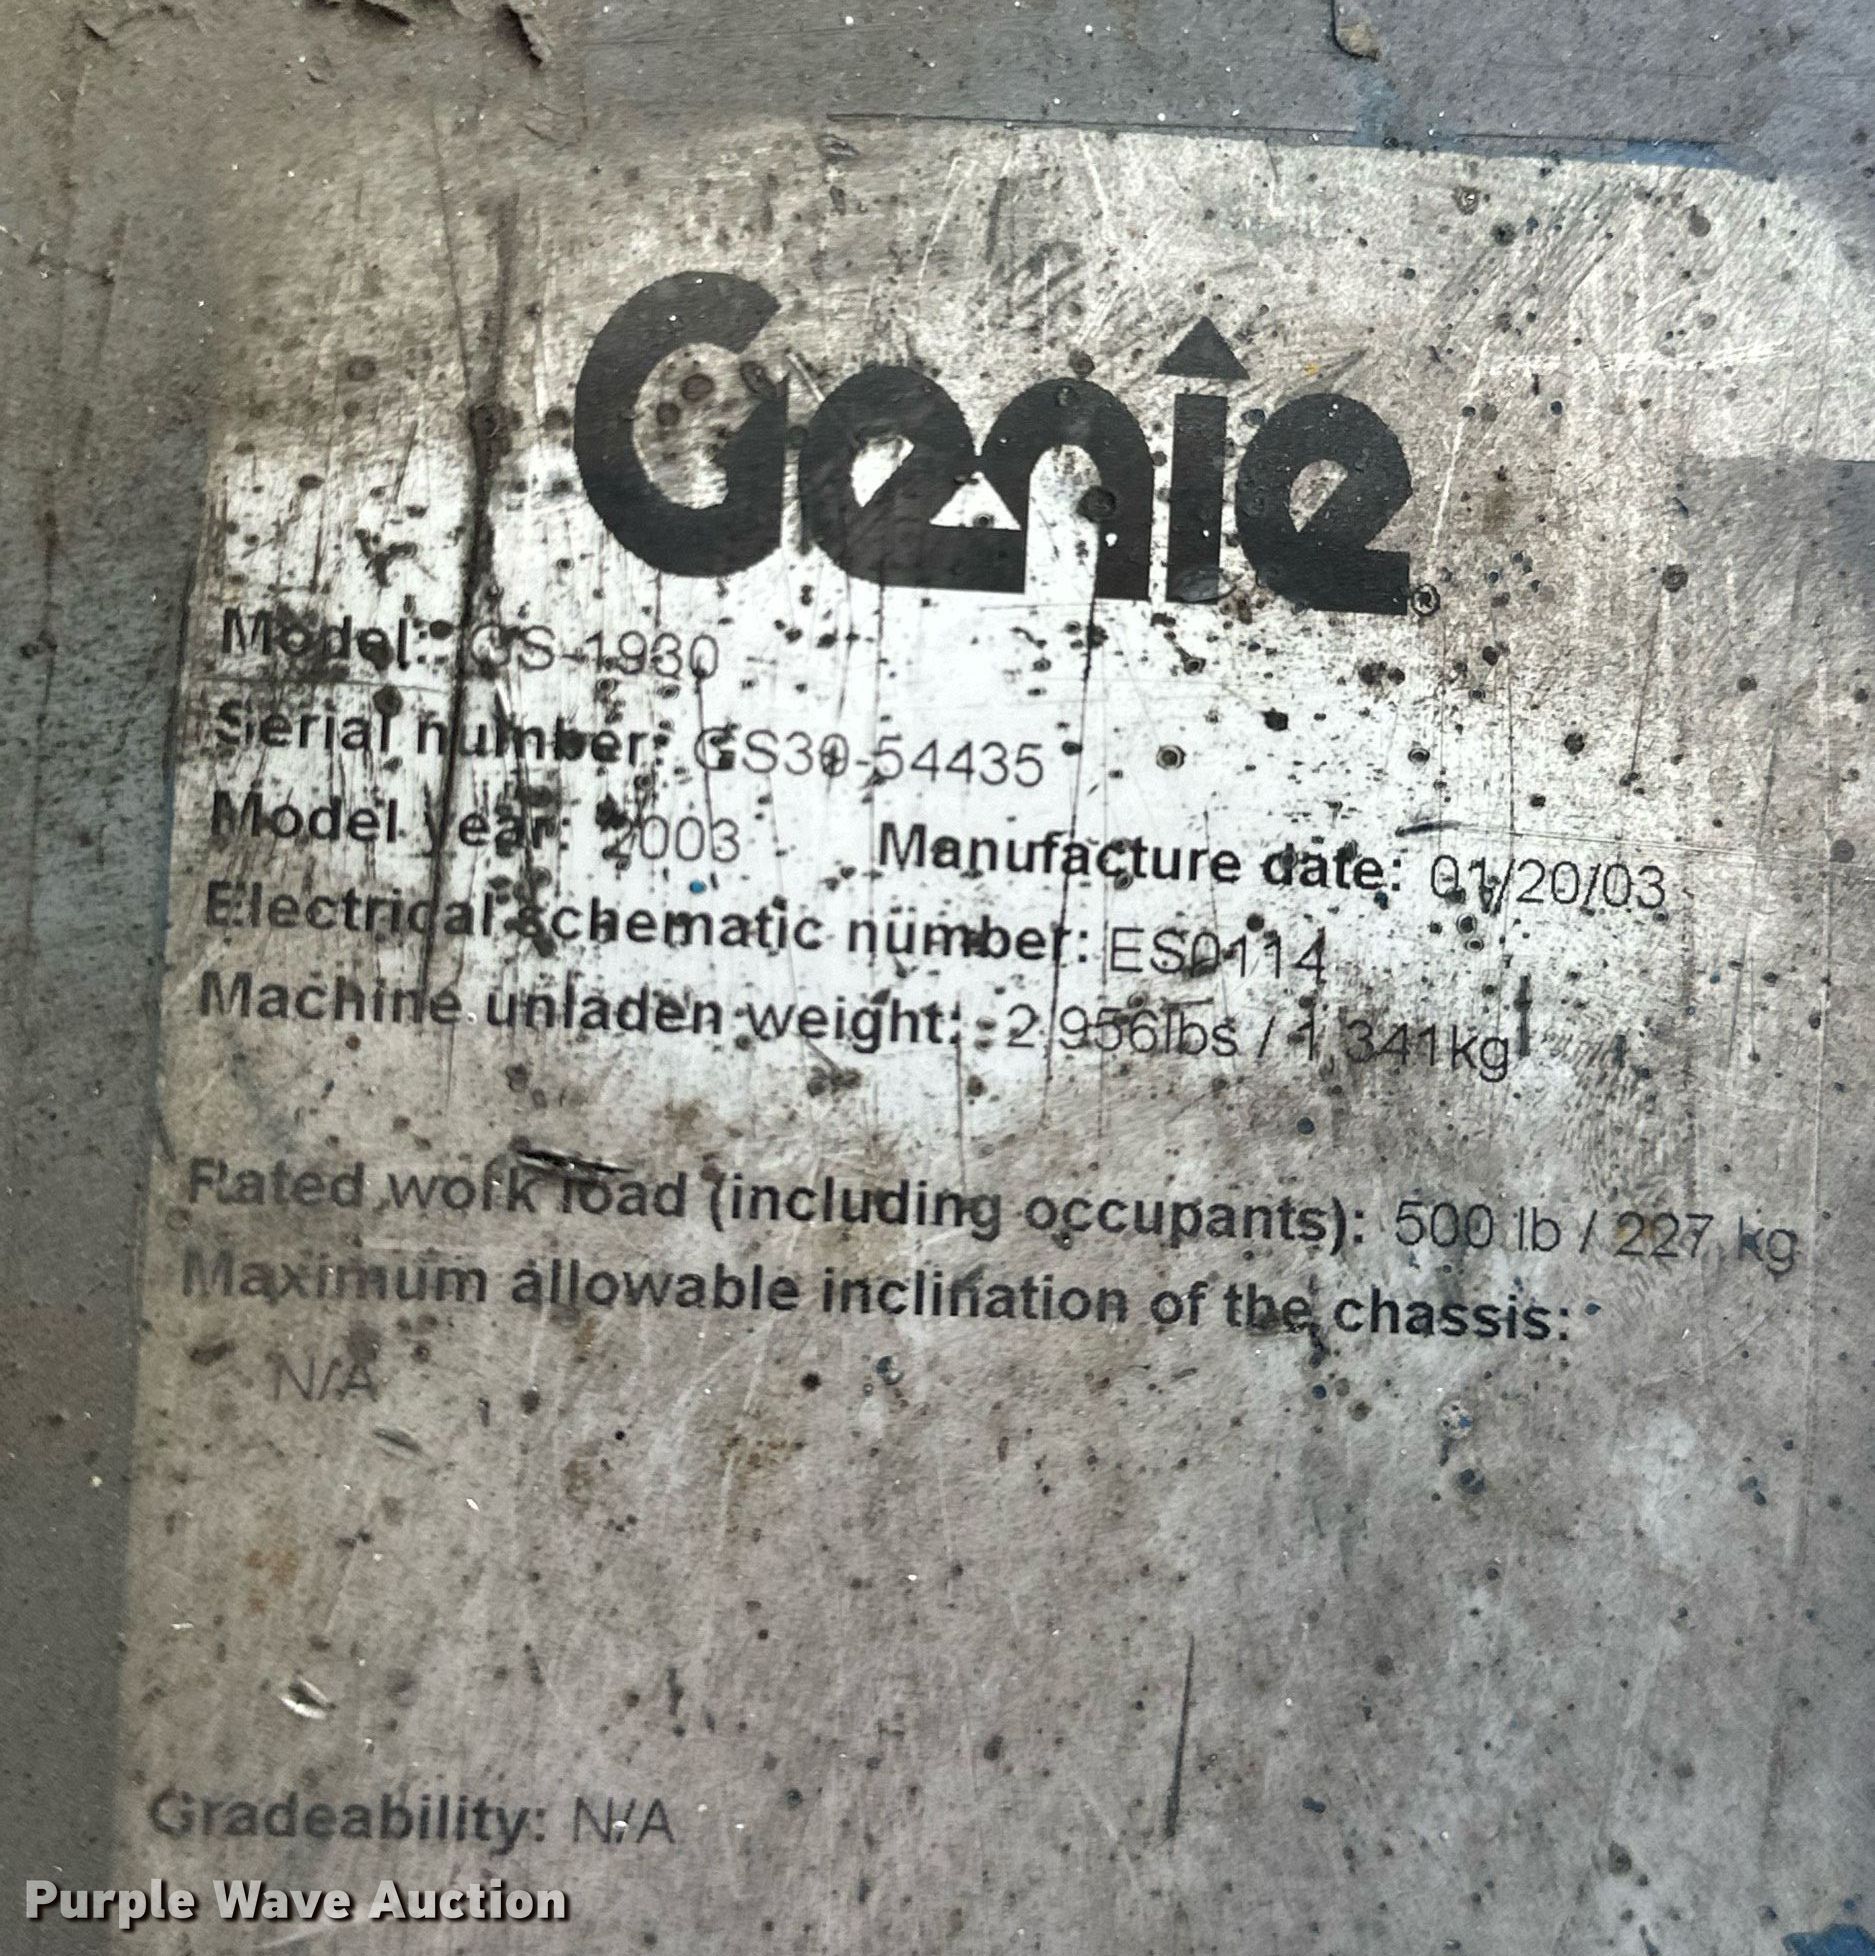 Genie®
Model: GS-1930
Serial number: GS30-54435
Model year: 2003 Manufacture date: 01/20/03
Electrical schematic number: ES0114
Machine unladen weight: 2,956lbs / 1,341kg
Rated work load (including occupants): 500 lb / 227 kg
Maximum allowable inclination of the chassis:
N/A
Gradeability: N/A
Purple Wave Auction